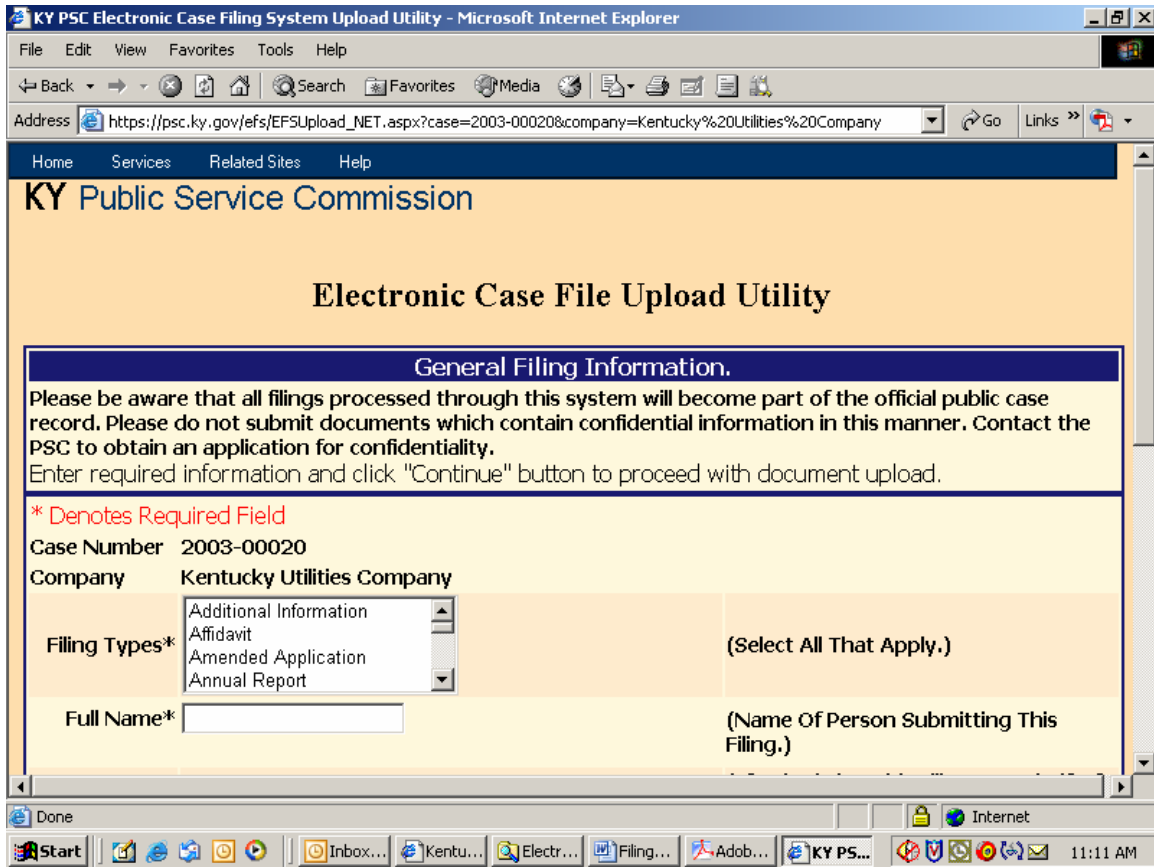 KY PSC Electronic Case Filing System Upload Utility - Microsoft Internet Explorer
File Edit View Favorites Tools Help
Back Search Favorites Media
Address https://psc.ky.gov/efs/EFSUpload_NET.aspx?case=2003-00020&company=Kentucky%20Utilities%20Company Go Links »
Home Services Related Sites Help
KY Public Service Commission
Electronic Case File Upload Utility
General Filing Information.
Please be aware that all filings processed through this system will become part of the official public case
record. Please do not submit documents which contain confidential information in this manner. Contact the
PSC to obtain an application for confidentiality.
Enter required information and click "Continue" button to proceed with document upload.
* Denotes Required Field
Case Number 2003-00020
Company Kentucky Utilities Company
Filing Types*
Additional Information
Affidavit
Amended Application
Annual Report
(Select All That Apply.)
Full Name*
(Name Of Person Submitting This
Filing.)
Done Internet
Start Inbox... Kentu... Electr... Filing... Adob... KY PS... 11:11 AM